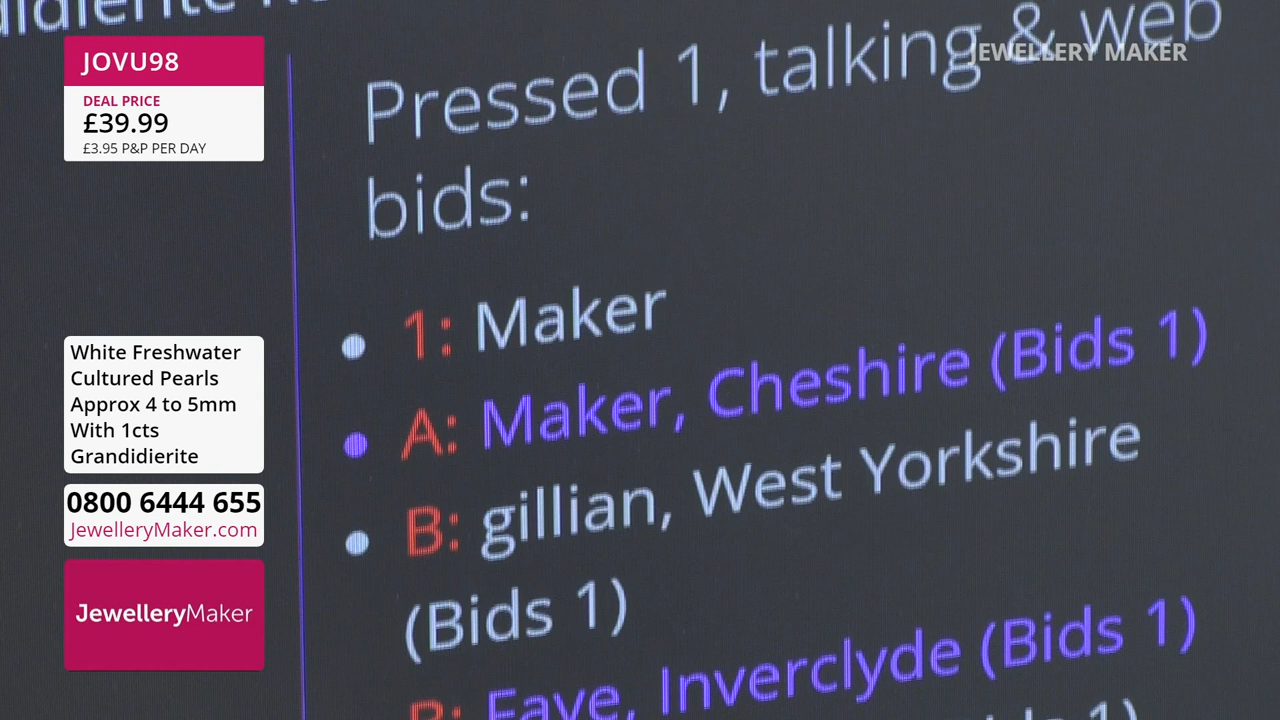 JOVU98
DEAL PRICE
£39.99
£3.95 P&P PER DAY
White Freshwater
Cultured Pearls
Approx 4 to 5mm
With 1cts
Grandidierite
0800 6444 655
JewelleryMaker.com
JewelleryMaker
JEWELLERY MAKER
Pressed 1, talking & web
bids:
• 1: Maker
• A: Maker, Cheshire (Bids 1)
• B: gillian, West Yorkshire
(Bids 1)
Faye, Inverclyde (Bids 1)